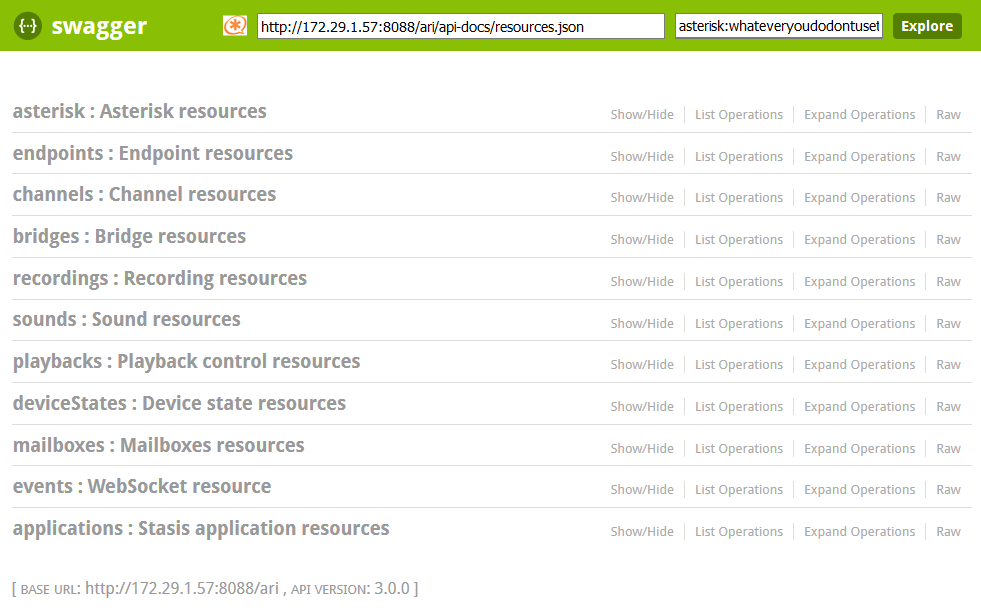 {···} swagger http://172.29.1.57:8088/ari/api-docs/resources.json asterisk:whateveryoudodontuset Explore
asterisk : Asterisk resources Show/Hide List Operations Expand Operations Raw
endpoints : Endpoint resources Show/Hide List Operations Expand Operations Raw
channels : Channel resources Show/Hide List Operations Expand Operations Raw
bridges : Bridge resources Show/Hide List Operations Expand Operations Raw
recordings : Recording resources Show/Hide List Operations Expand Operations Raw
sounds : Sound resources Show/Hide List Operations Expand Operations Raw
playbacks : Playback control resources Show/Hide List Operations Expand Operations Raw
deviceStates : Device state resources Show/Hide List Operations Expand Operations Raw
mailboxes : Mailboxes resources Show/Hide List Operations Expand Operations Raw
events : WebSocket resource Show/Hide List Operations Expand Operations Raw
applications : Stasis application resources Show/Hide List Operations Expand Operations Raw
[ BASE URL: http://172.29.1.57:8088/ari , API VERSION: 3.0.0 ]